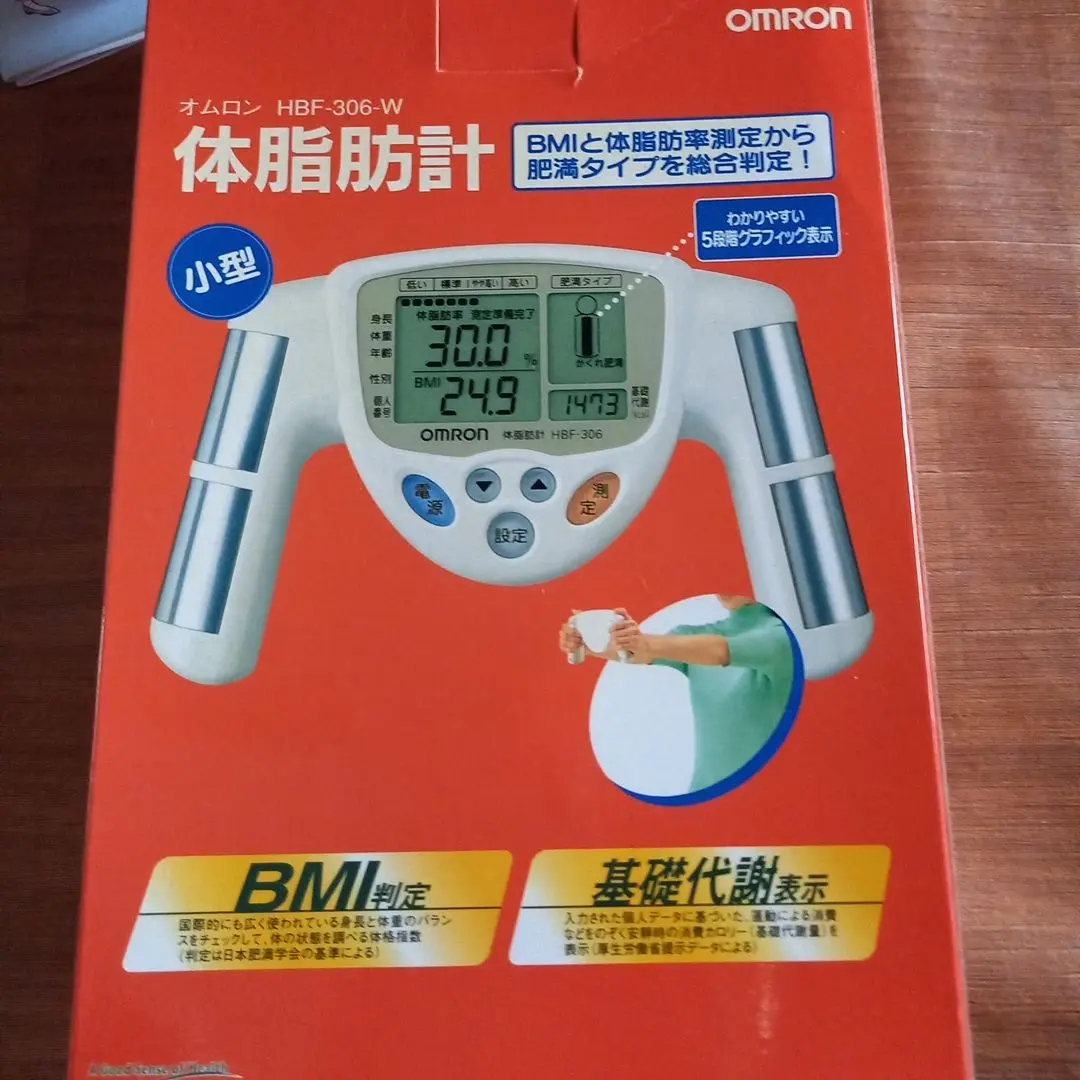 OMRON
オムロン HBF-306-W
体脂肪計
BMIと体脂肪率測定から
肥満タイプを総合判定！
わかりやすい
5段階グラフィック表示
小型
低い 標準 やや高い 高い
肥満タイプ
身長
体重
年齢
性別
個人
番号
体脂肪率 測定準備完了
30.0 %
BMI 24.9
かくれ肥満
1473
基礎
代謝
kcal
OMRON 体脂肪計 HBF-306
電源
設定
測定
BMI判定
国際的にも広く使われている身長と体重のバラン
スをチェックして、体の状態を調べる体格指数
(判定は日本肥満学会の基準による)
基礎代謝表示
入力された個人データに基づいた、運動による消費
などをのぞく安静時の消費カロリー(基礎代謝量)を
表示(厚生労働省提示データによる)
A Good Sense of Health